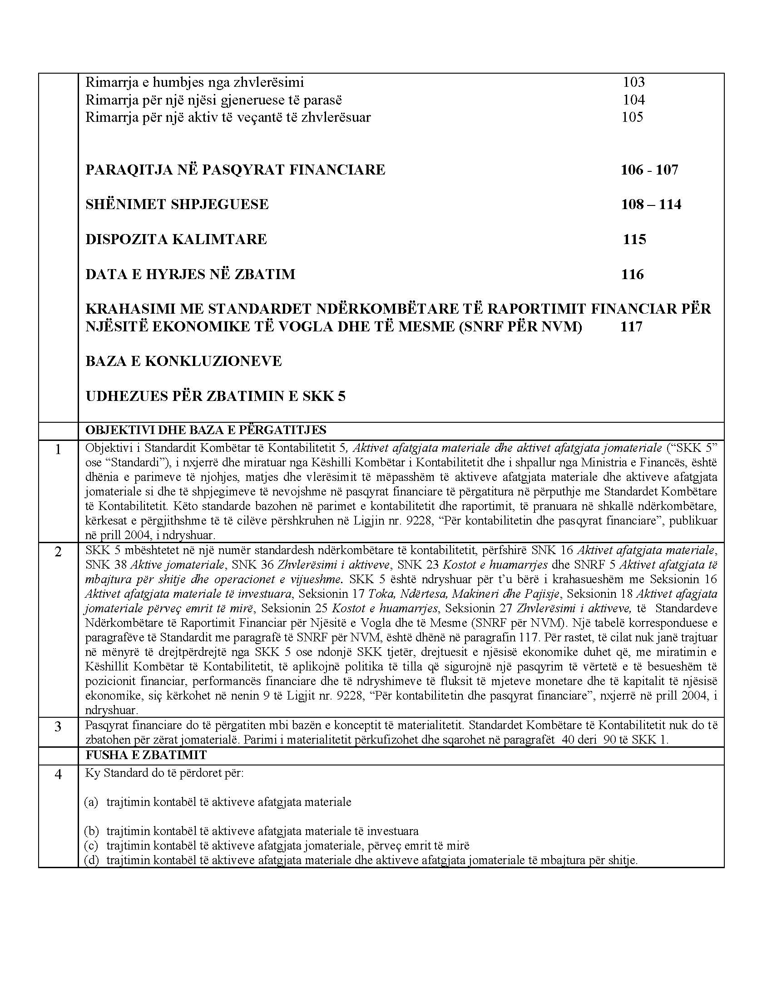 Rimarrja e humbjes nga zhvlerësimi 103
Rimarrja për një njësi gjeneruese të parasë 104
Rimarrja për një aktiv të veçantë të zhvlerësuar 105
PARAQITJA NË PASQYRAT FINANCIARE 106 - 107
SHËNIMET SHPJEGUESE 108 – 114
DISPOZITA KALIMTARE 115
DATA E HYRJES NË ZBATIM 116
KRAHASIMI ME STANDARDET NDËRKOMBËTARE TË RAPORTIMIT FINANCIAR PËR
NJËSITË EKONOMIKE TË VOGLA DHE TË MESME (SNRF PËR NVM) 117
BAZA E KONKLUZIONEVE
UDHEZUES PËR ZBATIMIN E SKK 5
OBJEKTIVI DHE BAZA E PËRGATITJES
1 Objektivi i Standardit Kombëtar të Kontabilitetit 5, Aktivet afatgjata materiale dhe aktivet afatgjata jomateriale (“SKK 5”
ose “Standardi”), i nxjerrë dhe miratuar nga Këshilli Kombëtar i Kontabilitetit dhe i shpallur nga Ministria e Financës, është
dhënia e parimeve të njohjes, matjes dhe vlerësimit të mëpasshëm të aktiveve afatgjata materiale dhe aktiveve afatgjata
jomateriale si dhe të shpjegimeve të nevojshme në pasqyrat financiare të përgatitura në përputhje me Standardet Kombëtare
të Kontabilitetit. Këto standarde bazohen në parimet e kontabilitetit dhe raportimit, të pranuara në shkallë ndërkombëtare,
kërkesat e përgjithshme të të cilëve përshkruhen në Ligjin nr. 9228, “Për kontabilitetin dhe pasqyrat financiare”, publikuar
në prill 2004, i ndryshuar.
2 SKK 5 mbështetet në një numër standardesh ndërkombëtare të kontabilitetit, përfshirë SNK 16 Aktivet afatgjata materiale,
SNK 38 Aktive jomateriale, SNK 36 Zhvlerësimi i aktiveve, SNK 23 Kostot e huamarrjes dhe SNRF 5 Aktivet afatgjata të
mbajtura për shitje dhe operacionet e vijueshme. SKK 5 është ndryshuar për t’u bërë i krahasueshëm me Seksionin 16
Aktivet afatgjata materiale të investuara, Seksionin 17 Toka, Ndërtesa, Makineri dhe Pajisje, Seksionin 18 Aktivet afagjata
jomateriale përveç emrit të mirë, Seksionin 25 Kostot e huamarrjes, Seksionin 27 Zhvlerësimi i aktiveve, të Standardeve
Ndërkombëtare të Raportimit Financiar për Njësitë e Vogla dhe të Mesme (SNRF për NVM). Një tabelë korresponduese e
paragrafëve të Standardit me paragrafë të SNRF për NVM, është dhënë në paragrafin 117. Për rastet, të cilat nuk janë trajtuar
në mënyrë të drejtpërdrejtë nga SKK 5 ose ndonjë SKK tjetër, drejtuesit e njësisë ekonomike duhet që, me miratimin e
Këshillit Kombëtar të Kontabilitetit, të aplikojnë politika të tilla që sigurojnë një pasqyrim të vërtetë e të besueshëm të
pozicionit financiar, performancës financiare dhe të ndryshimeve të fluksit të mjeteve monetare dhe të kapitalit të njësisë
ekonomike, siç kërkohet në nenin 9 të Ligjit nr. 9228, “Për kontabilitetin dhe pasqyrat financiare”, nxjerrë në prill 2004, i
ndryshuar.
3 Pasqyrat financiare do të përgatiten mbi bazën e konceptit të materialitetit. Standardet Kombëtare të Kontabilitetit nuk do të
zbatohen për zërat jomaterialë. Parimi i materialitetit përkufizohet dhe sqarohet në paragrafët 40 deri 90 të SKK 1.
FUSHA E ZBATIMIT
4 Ky Standard do të përdoret për:
(a) trajtimin kontabël të aktiveve afatgjata materiale
(b) trajtimin kontabël të aktiveve afatgjata materiale të investuara
(c) trajtimin kontabël të aktiveve afatgjata jomateriale, përveç emrit të mirë
(d) trajtimin kontabël të aktiveve afatgjata materiale dhe aktiveve afatgjata jomateriale të mbajtura për shitje.